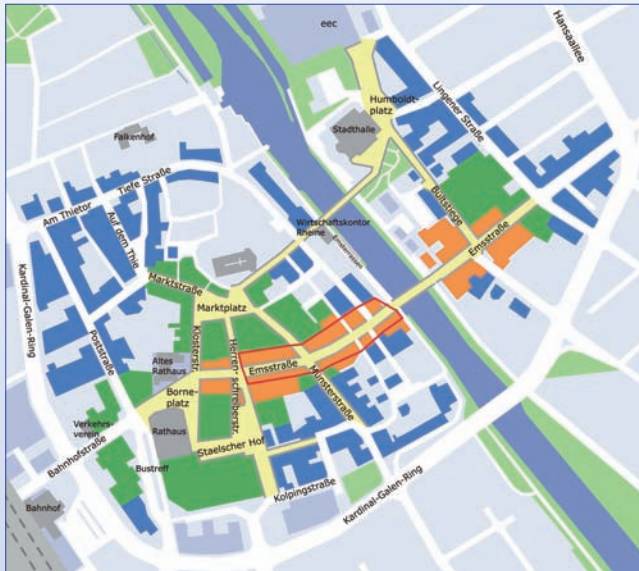 eec
Hansaallee
Humboldt-
platz
Lingener Straße
Stadthalle
Falkenhof
Tiefe Straße
Am Thietor
Auf dem Thie
Bültstiege
Wirtschaftskontor
Rheine
Emsterrassen
Emsstraße
Kardinal-Galen-Ring
Marktstraße
Marktplatz
Poststraße
Klosterstr.
Herren-schreiberstr.
Altes
Rathaus
Emsstraße
Münsterstraße
Borne-
platz
Verkehrs-
verein
Rathaus
Bahnhofstraße
Staelscher Hof
Bustreff
Kolpingstraße
Kardinal-Galen-Ring
Bahnhof